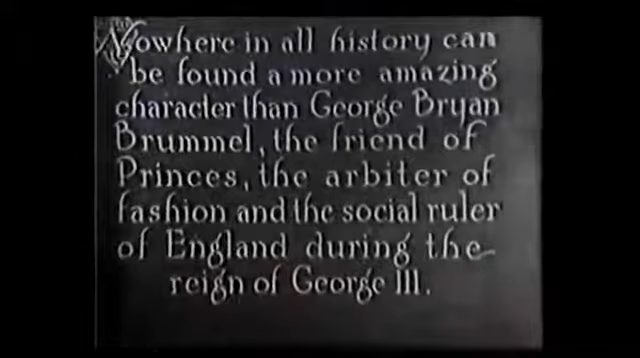 Nowhere in all history can
be found a more amazing
character than George Bryan
Brummel, the friend of
Princes, the arbiter of
fashion and the social ruler
of England during the
reign of George III.